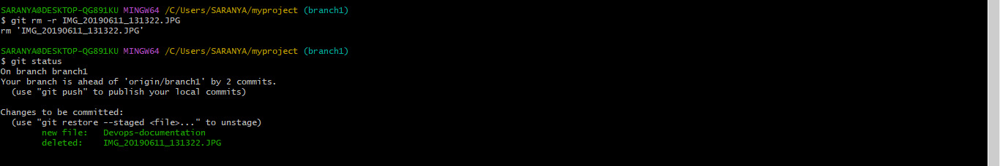 SARANYA@DESKTOP-QG891KU MINGW64 /C/Users/SARANYA/myproject (branch1)
$ git rm -r IMG_20190611_131322.JPG
rm 'IMG_20190611_131322.JPG'
SARANYA@DESKTOP-QG891KU MINGW64 /C/Users/SARANYA/myproject (branch1)
$ git status
On branch branch1
Your branch is ahead of 'origin/branch1' by 2 commits.
(use "git push" to publish your local commits)
Changes to be committed:
(use "git restore --staged <file>..." to unstage)
new file: Devops-documentation
deleted: IMG_20190611_131322.JPG